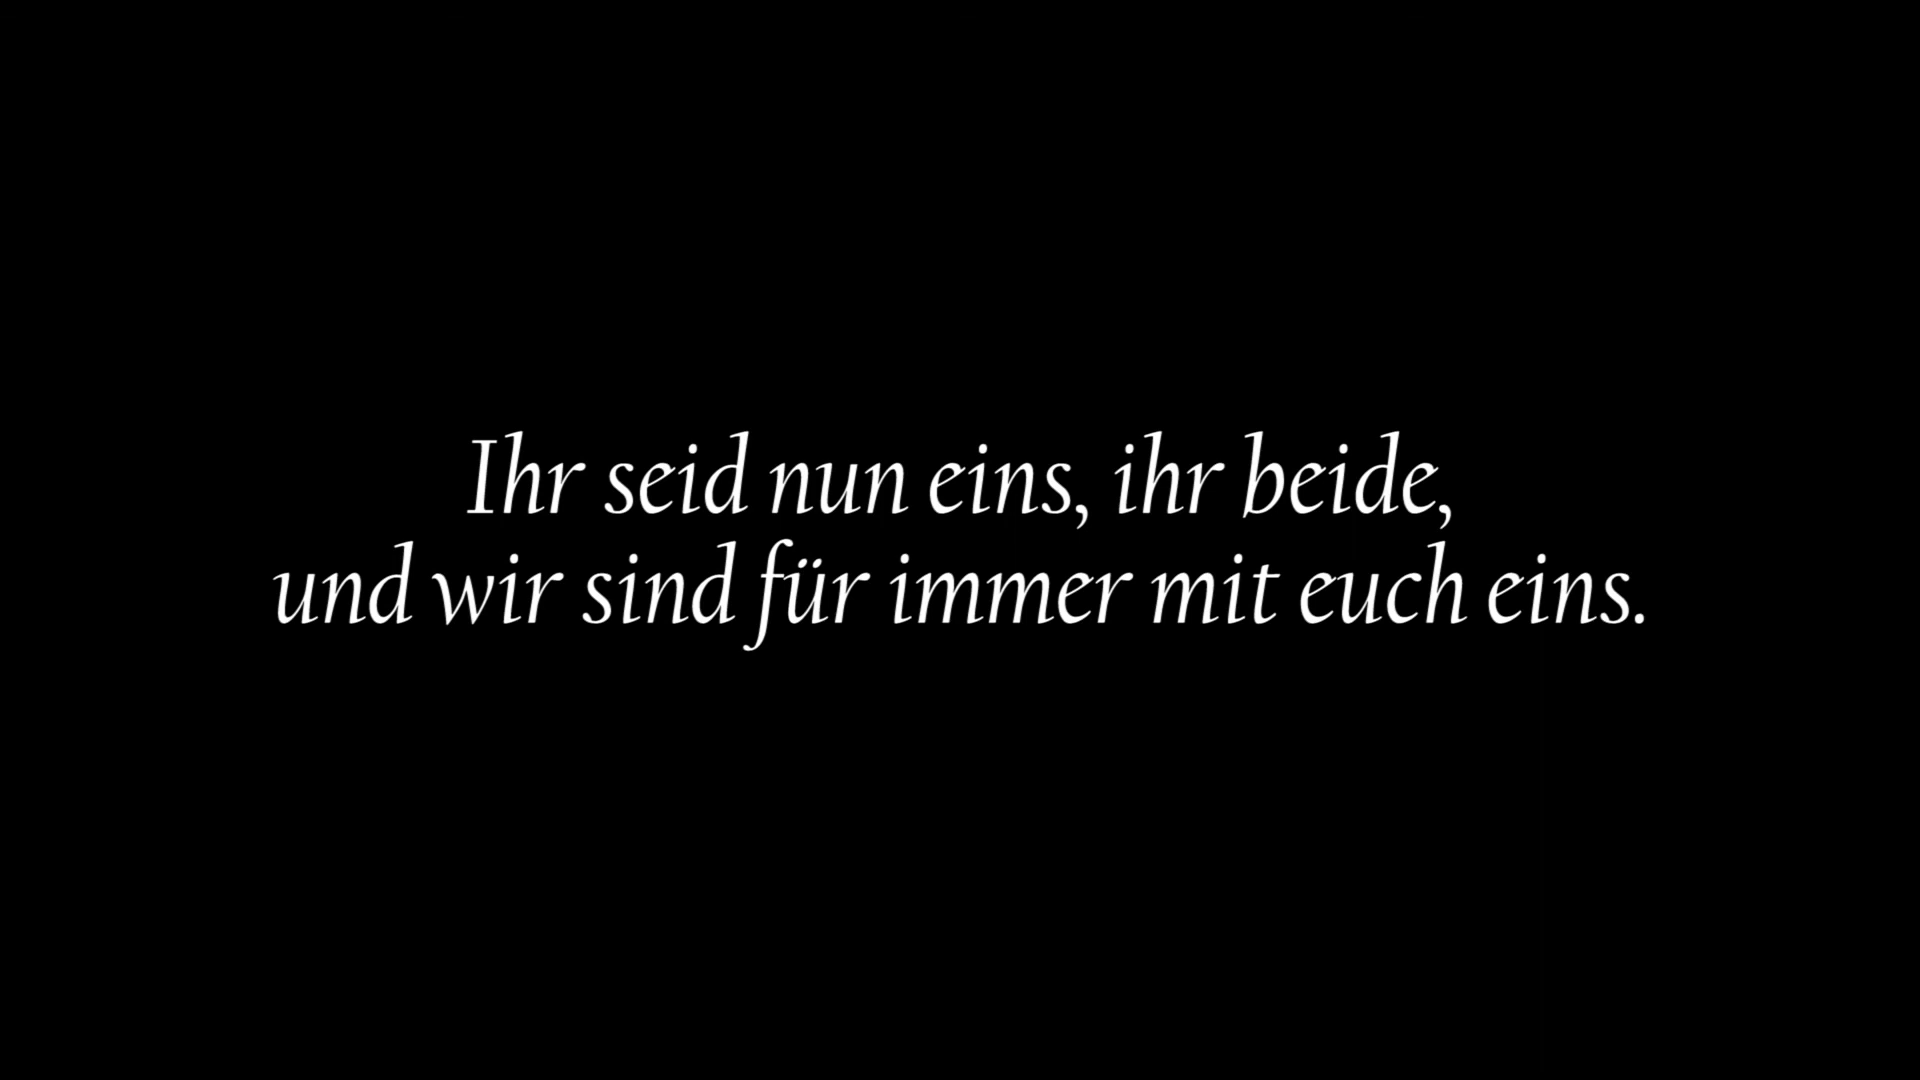 Ihr seid nun eins, ihr beide,
und wir sind für immer mit euch eins.